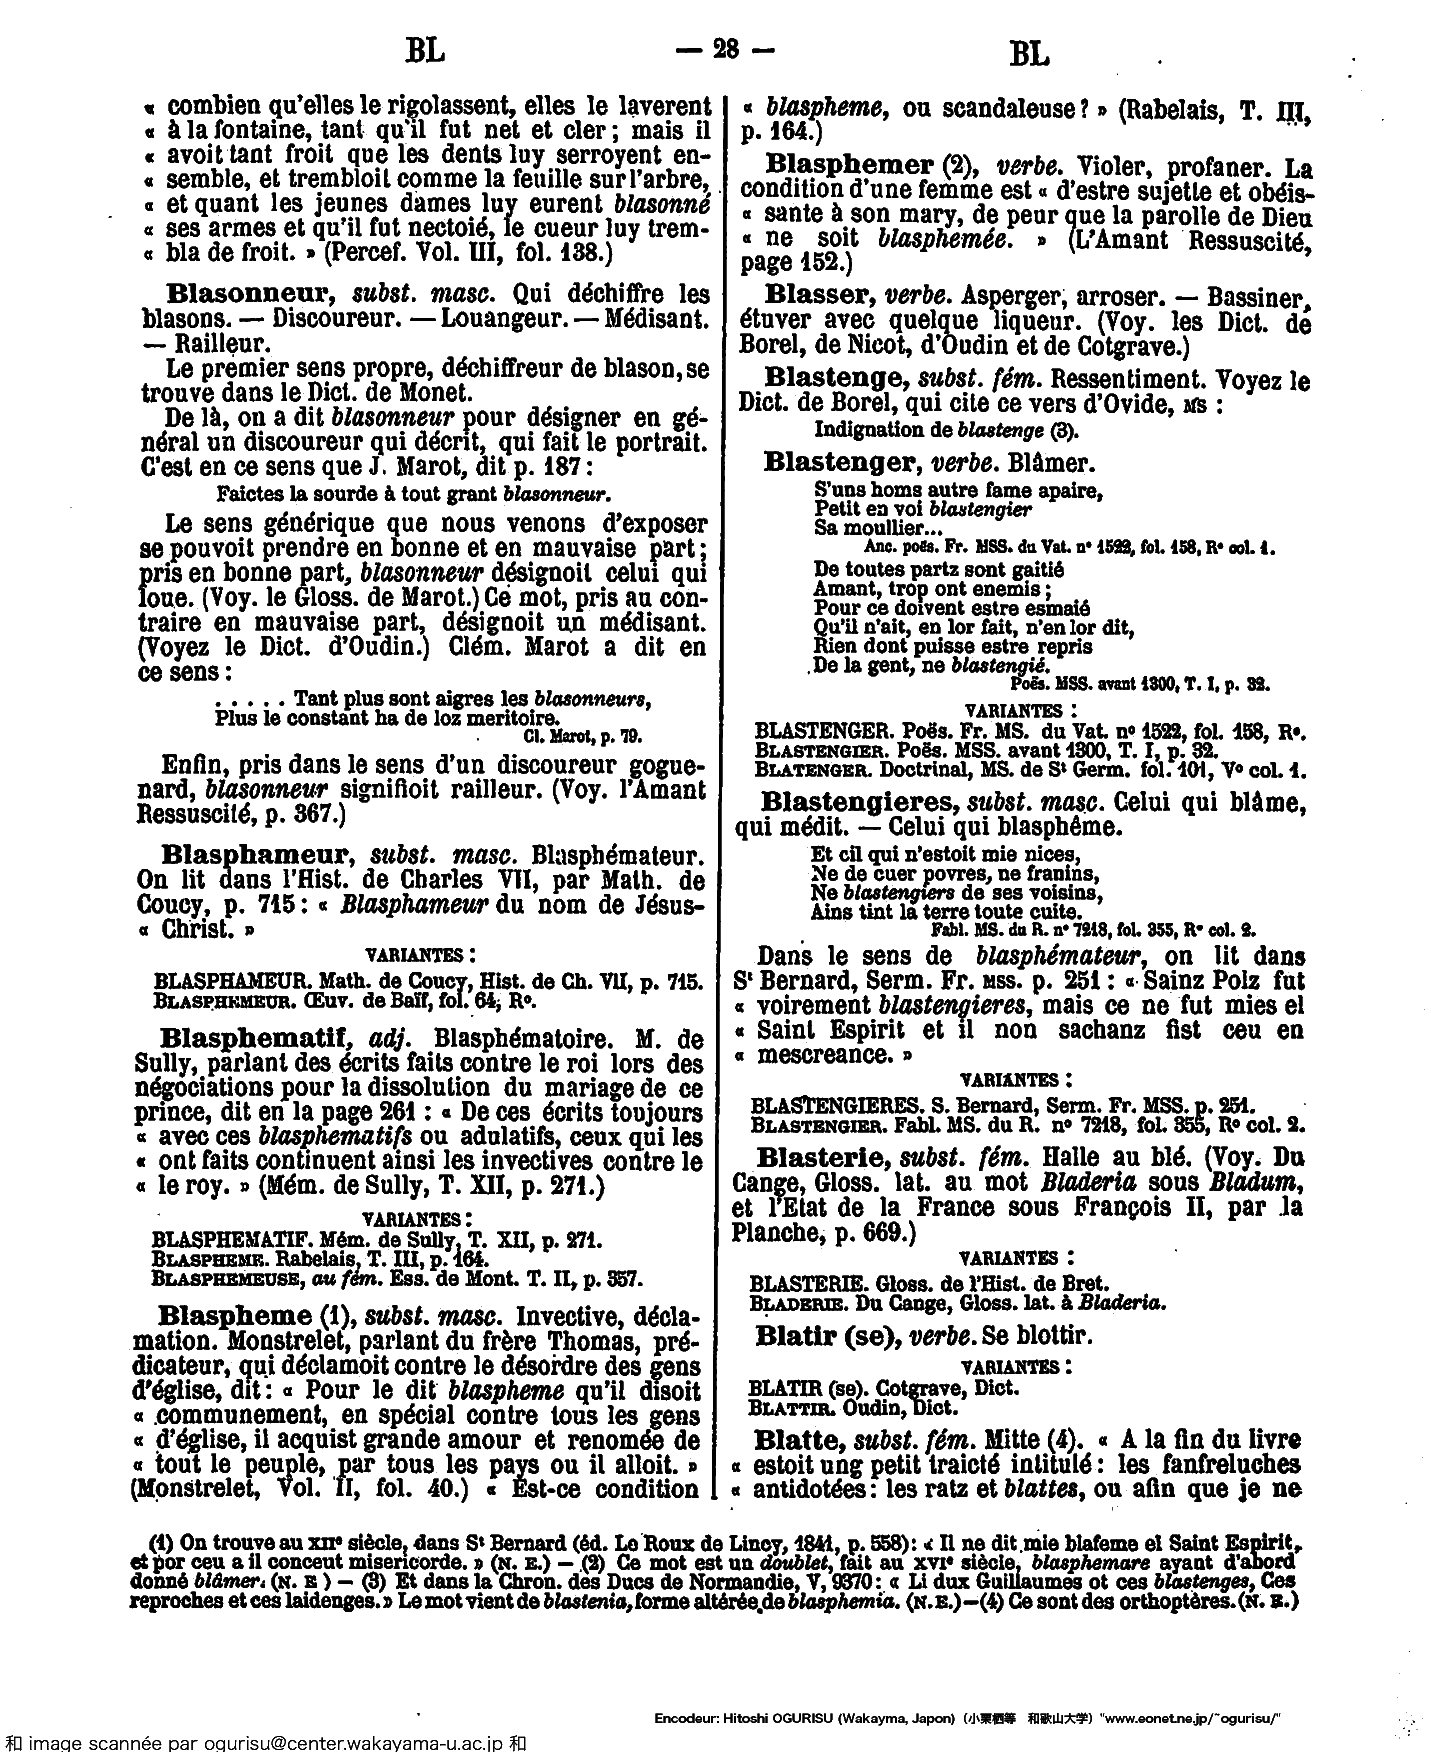 BL — 28 — BL
« combien qu'elles le rigolassent, elles le laverent
« à la fontaine, tant qu'il fut net et cler ; mais il
« avoit tant froit que les dents luy serroyent en-
« semble, et trembloit comme la feuille sur l'arbre,
« et quant les jeunes dames luy eurent blasonné
« ses armes et qu'il fut nectoié, le cueur luy trem-
« bla de froit. » (Percef. Vol. III, fol. 138.)
Blasonneur, subst. masc. Qui déchiffre les
blasons. — Discoureur. — Louangeur. — Médisant.
— Railleur.
Le premier sens propre, déchiffreur de blason, se
trouve dans le Dict. de Monet.
De là, on a dit blasonneur pour désigner en gé-
néral un discoureur qui décrit, qui fait le portrait.
C'est en ce sens que J. Marot, dit p. 187 :
Faictes la sourde à tout grant blasonneur.
Le sens générique que nous venons d'exposer
se pouvoit prendre en bonne et en mauvaise part ;
pris en bonne part, blasonneur désignoit celui qui
loue. (Voy. le Gloss. de Marot.) Ce mot, pris au con-
traire en mauvaise part, désignoit un médisant.
(Voyez le Dict. d'Oudin.) Clém. Marot a dit en
ce sens :
. . . . . Tant plus sont aigres les blasonneurs,
Plus le constant ha de loz meritoire.
Cl. Marot, p. 79.
Enfin, pris dans le sens d'un discoureur gogue-
nard, blasonneur signifioit railleur. (Voy. l'Amant
Ressuscité, p. 367.)
Blasphameur, subst. masc. Blasphémateur.
On lit dans l'Hist. de Charles VII, par Math. de
Coucy, p. 715 : « Blasphameur du nom de Jésus-
« Christ. »
VARIANTES :
BLASPHAMEUR. Math. de Coucy, Hist. de Ch. VII, p. 715.
BLASPHEMEUR. Œuv. de Baïf, fol. 64, Rº.
Blasphematif, adj. Blasphématoire. M. de
Sully, parlant des écrits faits contre le roi lors des
négociations pour la dissolution du mariage de ce
prince, dit en la page 261 : « De ces écrits toujours
« avec ces blasphematifs ou adulatifs, ceux qui les
« ont faits continuent ainsi les invectives contre le
« le roy. » (Mém. de Sully, T. XII, p. 271.)
VARIANTES :
BLASPHEMATIF. Mém. de Sully, T. XII, p. 271.
BLASPHEME. Rabelais, T. III, p. 164.
BLASPHEMEUSE, au fém. Ess. de Mont. T. II, p. 357.
Blaspheme (1), subst. masc. Invective, décla-
mation. Monstrelet, parlant du frère Thomas, pré-
dicateur, qui déclamoit contre le désordre des gens
d'église, dit : « Pour le dit blaspheme qu'il disoit
« communement, en spécial contre tous les gens
« d'église, il acquist grande amour et renomée de
« tout le peuple, par tous les pays ou il alloit. »
(Monstrelet, Vol. II, fol. 40.) « Est-ce condition
« blaspheme, ou scandaleuse ? » (Rabelais, T. III,
p. 164.)
Blasphemer (2), verbe. Violer, profaner. La
condition d'une femme est « d'estre sujette et obéis-
« sante à son mary, de peur que la parolle de Dieu
« ne soit blasphemée. » (L'Amant Ressuscité,
page 152.)
Blasser, verbe. Asperger, arroser. — Bassiner,
étuver avec quelque liqueur. (Voy. les Dict. de
Borel, de Nicot, d'Oudin et de Cotgrave.)
Blastenge, subst. fém. Ressentiment. Voyez le
Dict. de Borel, qui cite ce vers d'Ovide, Ms :
Indignation de blastenge (3).
Blastenger, verbe. Blâmer.
S'uns homs autre fame apaire,
Petit en voi blastengier
Sa moullier...
Anc. poës. Fr. MSS. du Vat. nº 1522, fol. 158, Rº col. 1.
De toutes partz sont gaitié
Amant, trop ont enemis ;
Pour ce doivent estre esmaié
Qu'il n'ait, en lor fait, n'en lor dit,
Rien dont puisse estre repris
De la gent, ne blastengié.
Poës. MSS. avant 1300, T. I, p. 32.
VARIANTES :
BLASTENGER. Poës. Fr. MS. du Vat. nº 1522, fol. 158, Rº.
BLASTENGIER. Poës. MSS. avant 1300, T. I, p. 32.
BLATENGER. Doctrinal, MS. de St Germ. fol. 101, Vº col. 1.
Blastengieres, subst. masc. Celui qui blâme,
qui médit. — Celui qui blasphême.
Et cil qui n'estoit mie nices,
Ne de cuer povres, ne franins,
Ne blastengiers de ses voisins,
Ains tint la terre toute cuite.
Fabl. MS. du R. nº 7218, fol. 355, Rº col. 2.
Dans le sens de blasphémateur, on lit dans
St Bernard, Serm. Fr. MSS. p. 251 : « Sainz Polz fut
« voirement blastengieres, mais ce ne fut mies el
« Saint Espirit et il non sachanz fist ceu en
« mescreance. »
VARIANTES :
BLASTENGIERES. S. Bernard, Serm. Fr. MSS. p. 251.
BLASTENGIER. Fabl. MS. du R. nº 7218, fol. 355, Rº col. 2.
Blasterie, subst. fém. Halle au blé. (Voy. Du
Cange, Gloss. lat. au mot Bladeria sous Bladum,
et l'Etat de la France sous François II, par la
Planche, p. 669.)
VARIANTES :
BLASTERIE. Gloss. de l'Hist. de Bret.
BLADERIE. Du Cange, Gloss. lat. à Bladeria.
Blatir (se), verbe. Se blottir.
VARIANTES :
BLATIR (se). Cotgrave, Dict.
BLATTIR. Oudin, Dict.
Blatte, subst. fém. Mitte (4). « A la fin du livre
« estoit ung petit traicté intitulé : les fanfreluches
« antidotées : les ratz et blattes, ou afin que je ne
(1) On trouve au XIIe siècle, dans St Bernard (éd. Le Roux de Lincy, 1841, p. 558) : « Il ne dit mie blafeme el Saint Espirit,
et por ceu a il conceut misericorde. » (N. E.) — (2) Ce mot est un doublet, fait au XVIe siècle, blasphemare ayant d'abord
donné blâmer. (N. E ) — (3) Et dans la Chron. des Ducs de Normandie, V, 9370 : « Li dux Guillaumes ot ces blastenges, Ces
reproches et ces laidenges. » Le mot vient de blastenia, forme altérée de blasphemia. (N. E.) — (4) Ce sont des orthoptères. (N. E.)
Encodeur: Hitoshi OGURISU (Wakayma, Japon) (小栗栖等 和歌山大学) "www.eonet.ne.jp/~ogurisu/"
和 image scannée par ogurisu@center.wakayama-u.ac.jp 和